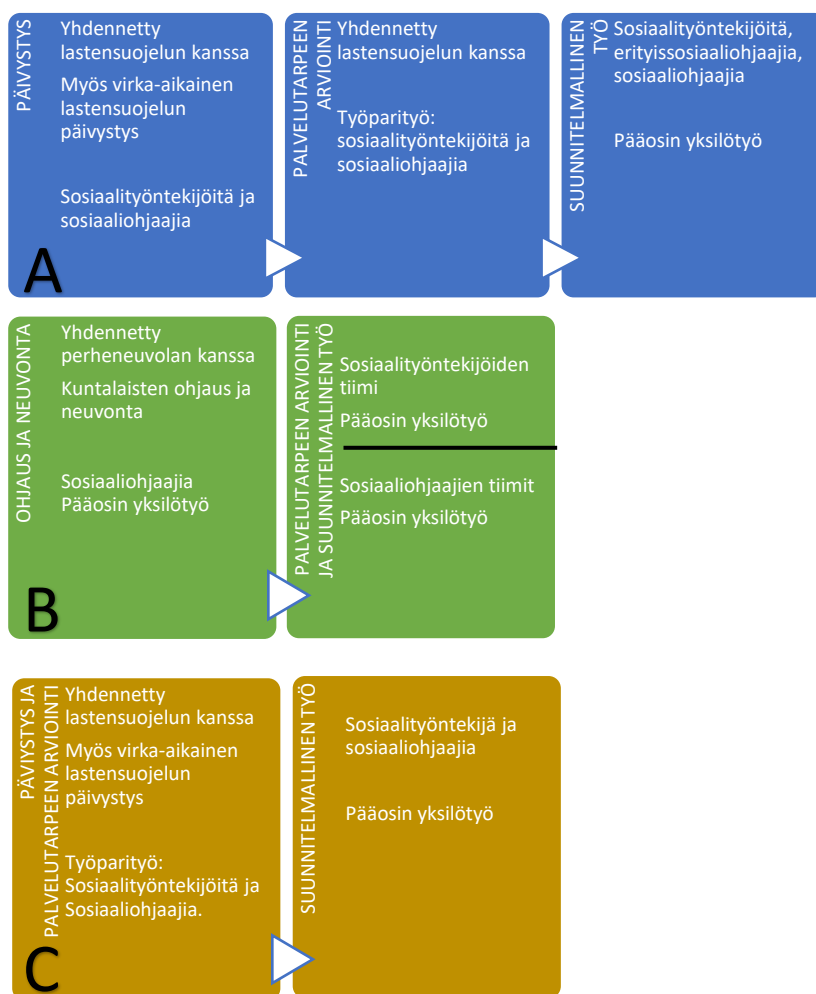 PÄIVYSTYS
Yhdennetty
lastensuojelun kanssa
Myös virka-aikainen
lastensuojelun
päivystys
Sosiaalityöntekijöitä ja
sosiaaliohjaajia
A
PALVELUTARPEEN
ARVIOINTI
Yhdennetty
lastensuojelun kanssa
Työparityö:
sosiaalityöntekijöitä ja
sosiaaliohjaajia
SUUNNITELMALLINEN
TYÖ
Sosiaalityöntekijöitä,
erityissosiaaliohjaajia,
sosiaaliohjaajia
Pääosin yksilötyö
OHJAUS JA NEUVONTA
Yhdennetty
perheneuvolan kanssa
Kuntalaisten ohjaus ja
neuvonta
Sosiaaliohjaajia
Pääosin yksilötyö
B
PALVELUTARPEEN ARVIOINTI
JA SUUNNITELMALLINEN TYÖ
Sosiaalityöntekijöiden
tiimi
Pääosin yksilötyö
Sosiaaliohjaajien tiimit
Pääosin yksilötyö
PÄVIYSTYS JA
PALVELUTARPEEN ARVIOINTI
Yhdennetty
lastensuojelun kanssa
Myös virka-aikainen
lastensuojelun
päivystys
Työparityö:
Sosiaalityöntekijöitä ja
Sosiaaliohjaajia.
C
SUUNNITELMALLINEN TYÖ
Sosiaalityöntekijä ja
sosiaaliohjaajia
Pääosin yksilötyö